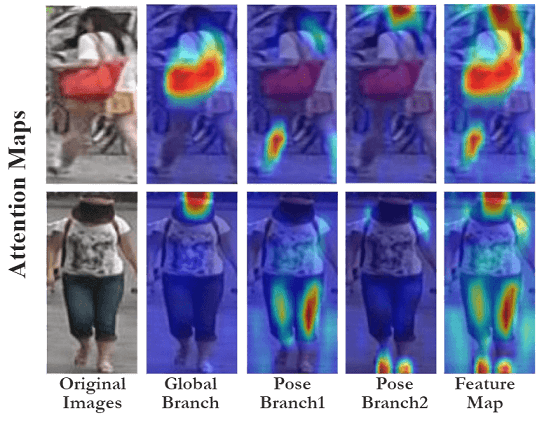 Attention Maps
Original
Images
Global
Branch
Pose
Branch1
Pose
Branch2
Feature
Map